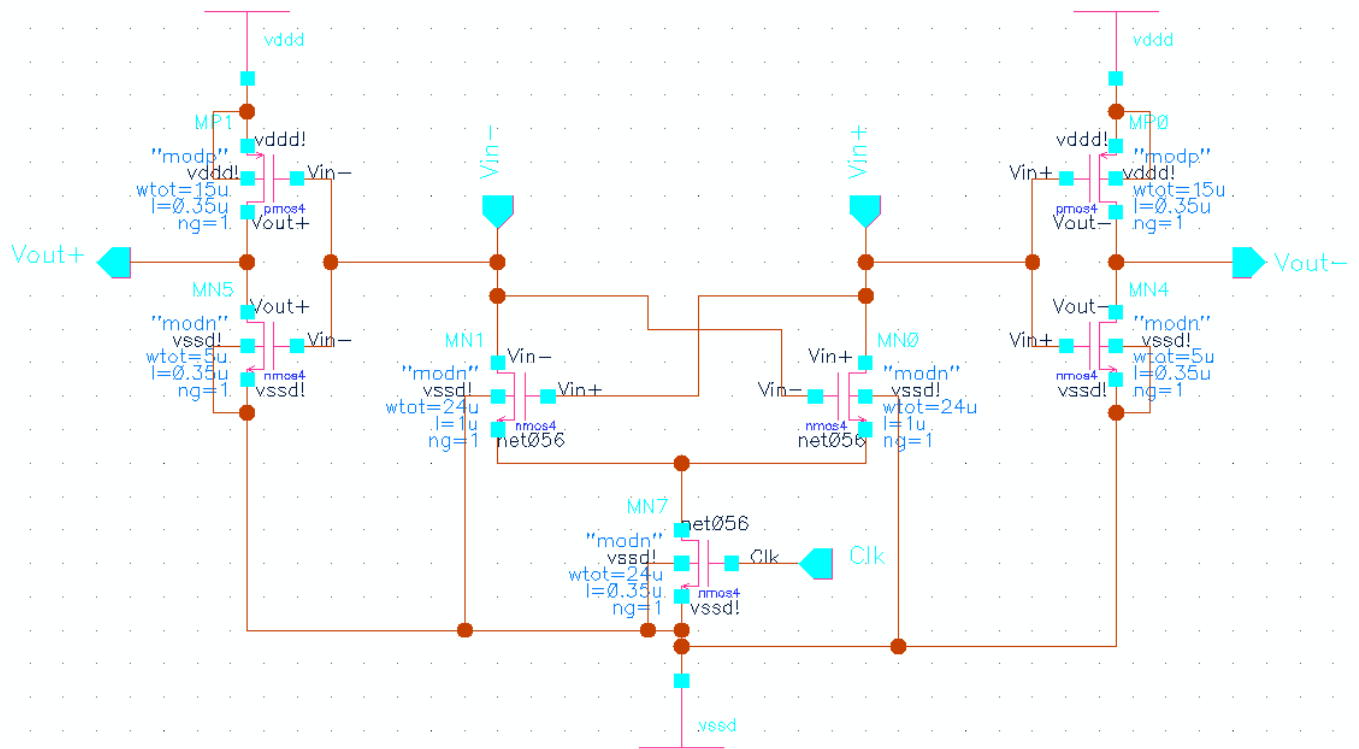 vddd
vddd
MP1
vddd!
"modp"
vddd!
Vin-
wtot=15u
pmos4
l=0.35u
ng=1
Vout+
Vin-
Vin+
MP0
vddd!
"modp"
Vin+
vddd!
wtot=15u
pmos4
l=0.35u
Vout-
ng=1
Vout+
Vout-
MN5
Vout+
"modn"
vssd!
Vin-
wtot=5u
l=0.35u
nmos4
ng=1
vssd!
MN1
Vin-
"modn"
vssd!
Vin+
wtot=24u
l=1u
nmos4
ng=1
net056
MN0
Vin+
"modn"
Vin-
vssd!
wtot=24u
nmos4
l=1u
net056
ng=1
MN4
Vout-
"modn"
Vin+
vssd!
wtot=5u
nmos4
l=0.35u
vssd!
ng=1
MN7
net056
"modn"
vssd!
Clk
Clk
wtot=24u
l=0.35u
nmos4
ng=1
vssd!
vssd